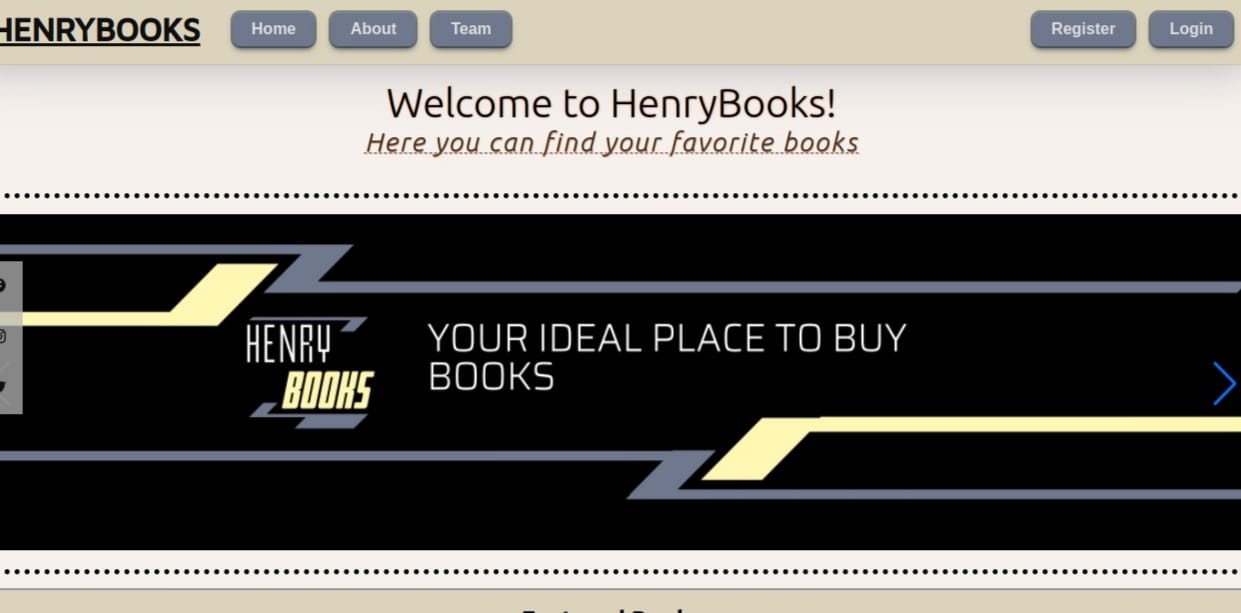 HENRYBOOKS Home About Team Register Login
Welcome to HenryBooks!
Here you can find your favorite books
HENRY
BOOKS
YOUR IDEAL PLACE TO BUY
BOOKS